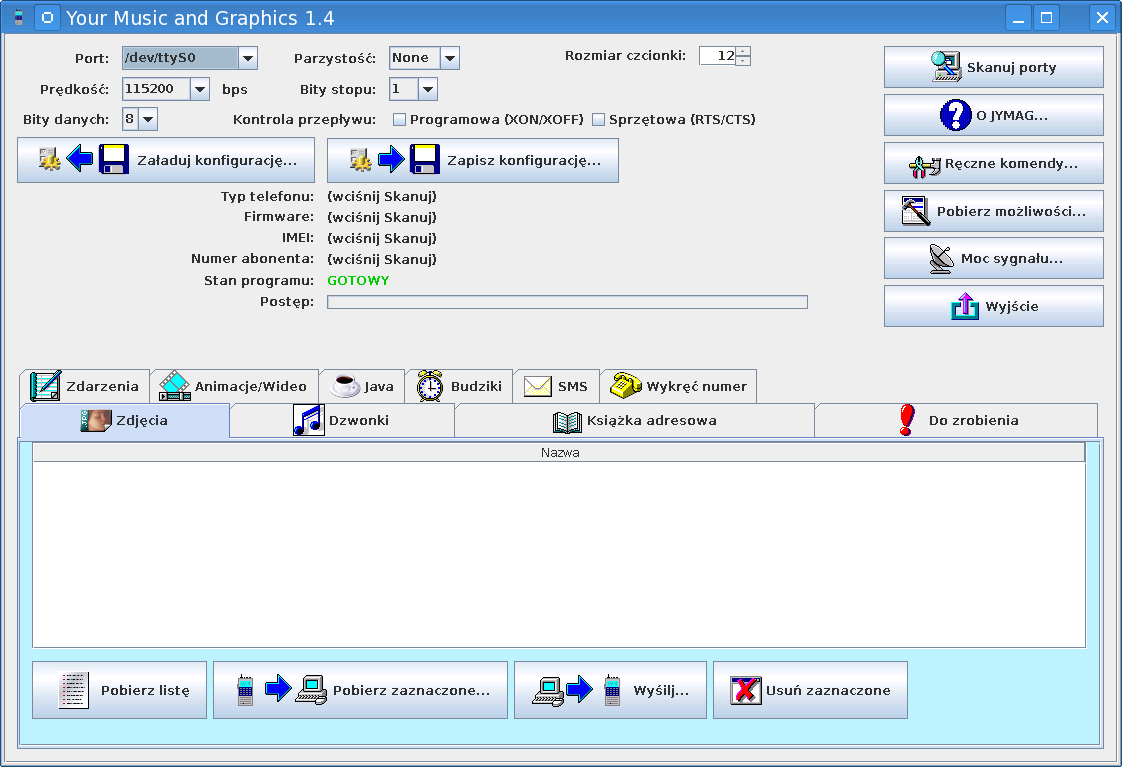 Your Music and Graphics 1.4
Port: /dev/ttyS0 Parzystość: None Rozmiar czcionki: 12
Skanuj porty
Prędkość: 115200 bps Bity stopu: 1
O JYMAG...
Bity danych: 8 Kontrola przepływu: Programowa (XON/XOFF) Sprzętowa (RTS/CTS)
Załaduj konfigurację... Zapisz konfigurację...
Ręczne komendy...
Typ telefonu: (wciśnij Skanuj)
Pobierz możliwości...
Firmware: (wciśnij Skanuj)
IMEI: (wciśnij Skanuj)
Numer abonenta: (wciśnij Skanuj)
Moc sygnału...
Stan programu: GOTOWY
Postęp:
Wyjście
Zdarzenia Animacje/Wideo Java Budziki SMS Wykręć numer
Zdjęcia Dzwonki Książka adresowa Do zrobienia
Nazwa
Pobierz listę Pobierz zaznaczone... Wyśilj... Usuń zaznaczone